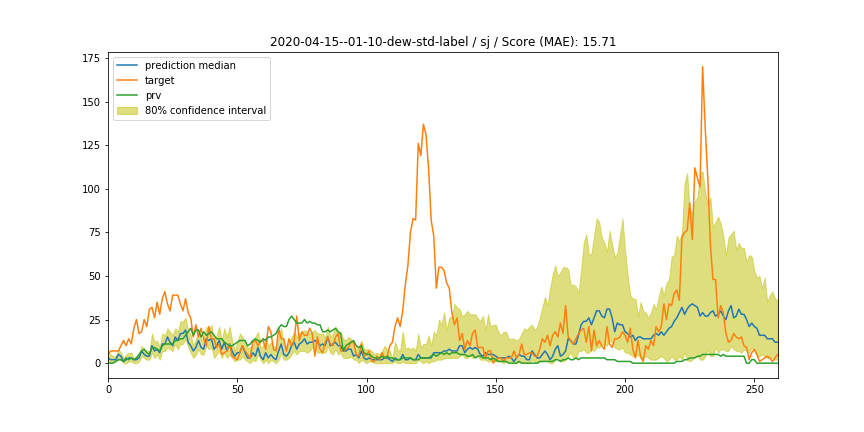 2020-04-15--01-10-dew-std-label / sj / Score (MAE): 15.71
175
150
125
100
75
50
25
0
prediction median
target
prv
80% confidence interval
0 50 100 150 200 250